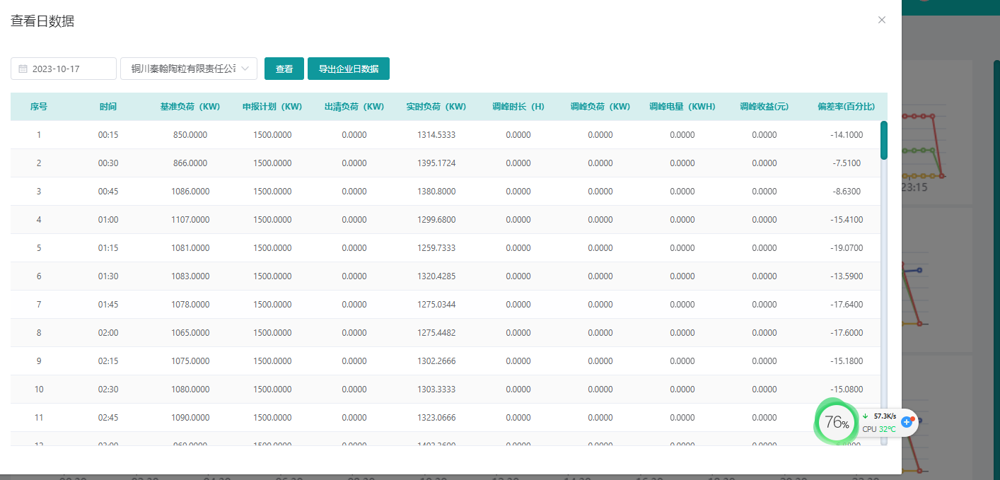 查看日数据
2023-10-17 铜川秦翰陶粒有限责任公司 查看 导出企业日数据
序号 时间 基准负荷（KW） 申报计划（KW） 出清负荷（KW） 实时负荷（KW） 调峰时长（H） 调峰负荷（KW） 调峰电量（KWH） 调峰收益(元) 偏差率(百分比)
1 00:15 850.0000 1500.0000 0.0000 1314.5333 0.0000 0.0000 0.0000 0.0000 -14.1000
2 00:30 866.0000 1500.0000 0.0000 1395.1724 0.0000 0.0000 0.0000 0.0000 -7.5100
3 00:45 1086.0000 1500.0000 0.0000 1380.8000 0.0000 0.0000 0.0000 0.0000 -8.6300
23:15
4 01:00 1107.0000 1500.0000 0.0000 1299.6800 0.0000 0.0000 0.0000 0.0000 -15.4100
5 01:15 1081.0000 1500.0000 0.0000 1259.7333 0.0000 0.0000 0.0000 0.0000 -19.0700
6 01:30 1083.0000 1500.0000 0.0000 1320.4285 0.0000 0.0000 0.0000 0.0000 -13.5900
7 01:45 1078.0000 1500.0000 0.0000 1275.0344 0.0000 0.0000 0.0000 0.0000 -17.6400
8 02:00 1065.0000 1500.0000 0.0000 1275.4482 0.0000 0.0000 0.0000 0.0000 -17.6000
9 02:15 1075.0000 1500.0000 0.0000 1302.2666 0.0000 0.0000 0.0000 0.0000 -15.1800
10 02:30 1080.0000 1500.0000 0.0000 1303.3333 0.0000 0.0000 0.0000 0.0000 -15.0800
11 02:45 1090.0000 1500.0000 0.0000 1323.0666 0.0000 0.0000 0.0000 0.0000
76% 57.3K/s
CPU 32℃